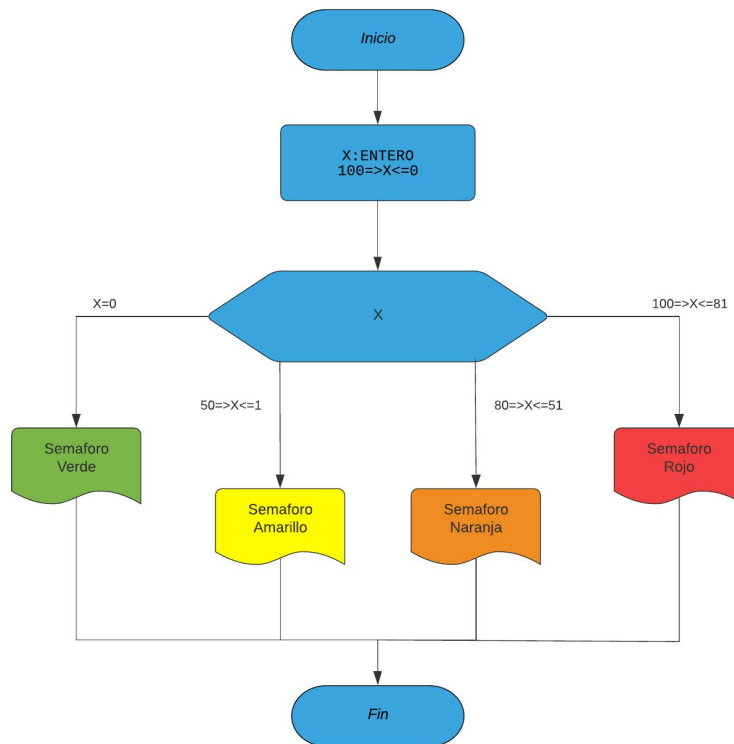 Inicio
X:ENTERO
100=>X<=0
X
X=0
100=>X<=81
50=>X<=1
80=>X<=51
Semaforo
Verde
Semaforo
Rojo
Semaforo
Amarillo
Semaforo
Naranja
Fin